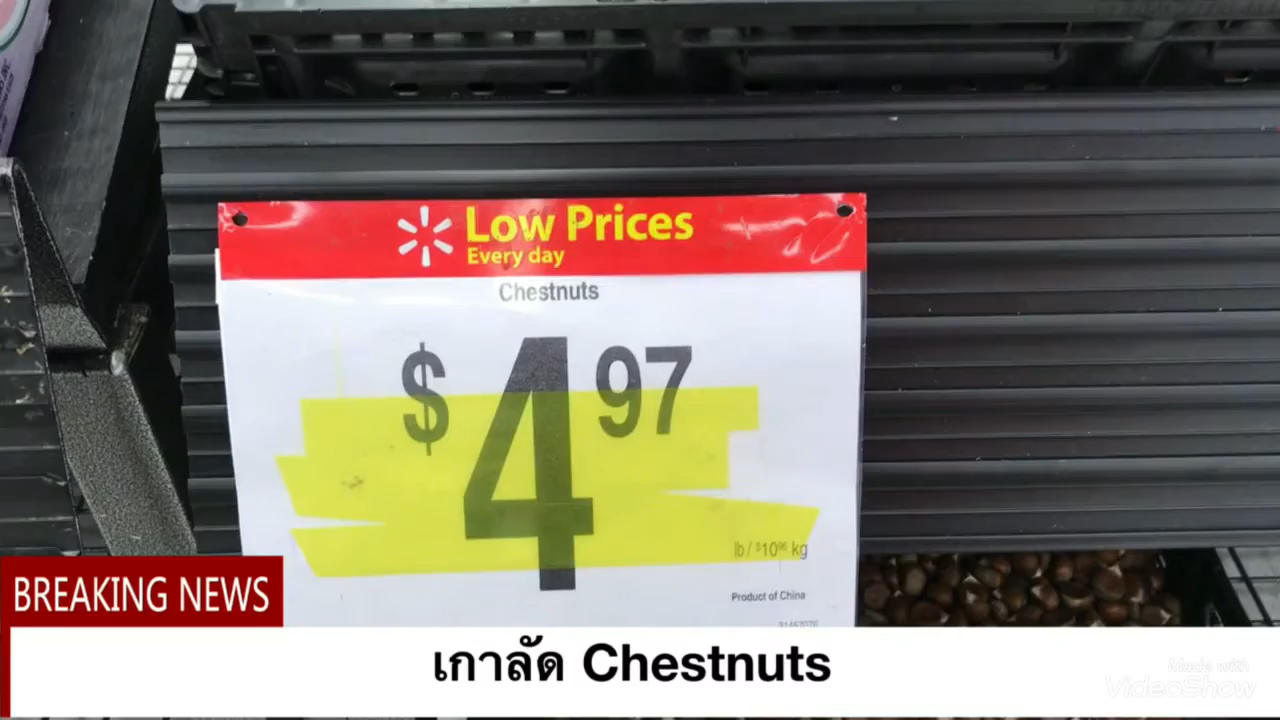 Low Prices
Every day
Chestnuts
$4 97
lb / $10 96 kg
Product of China
BREAKING NEWS
เกาลัด Chestnuts
Made with
VideoShow